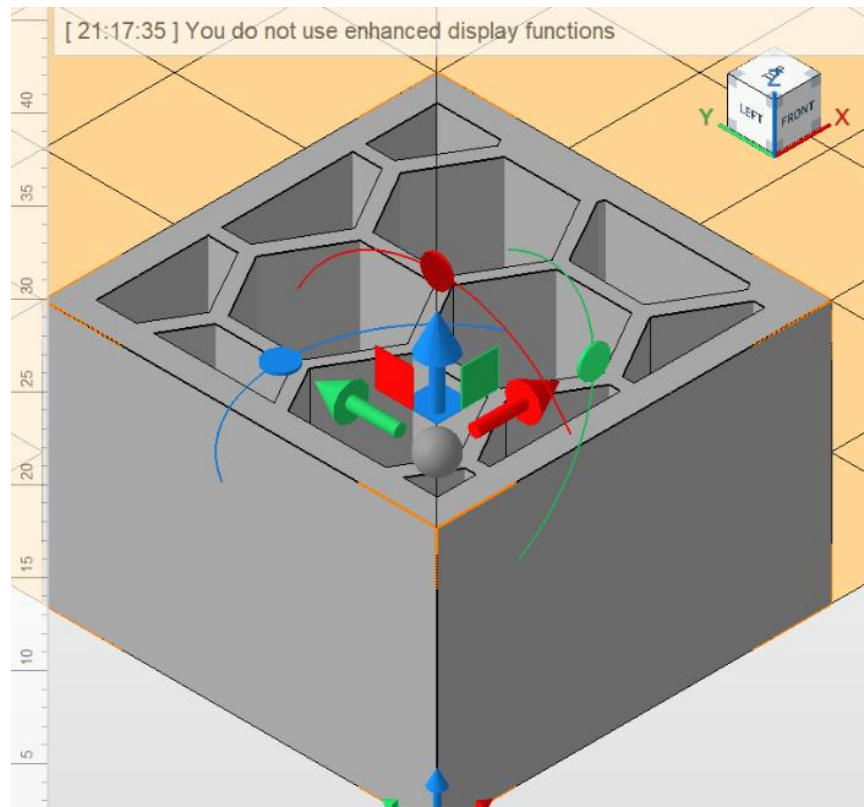 [ 21:17:35 ] You do not use enhanced display functions
TOP
Z
Y
LEFT
FRONT
X
40
35
30
25
20
15
10
5